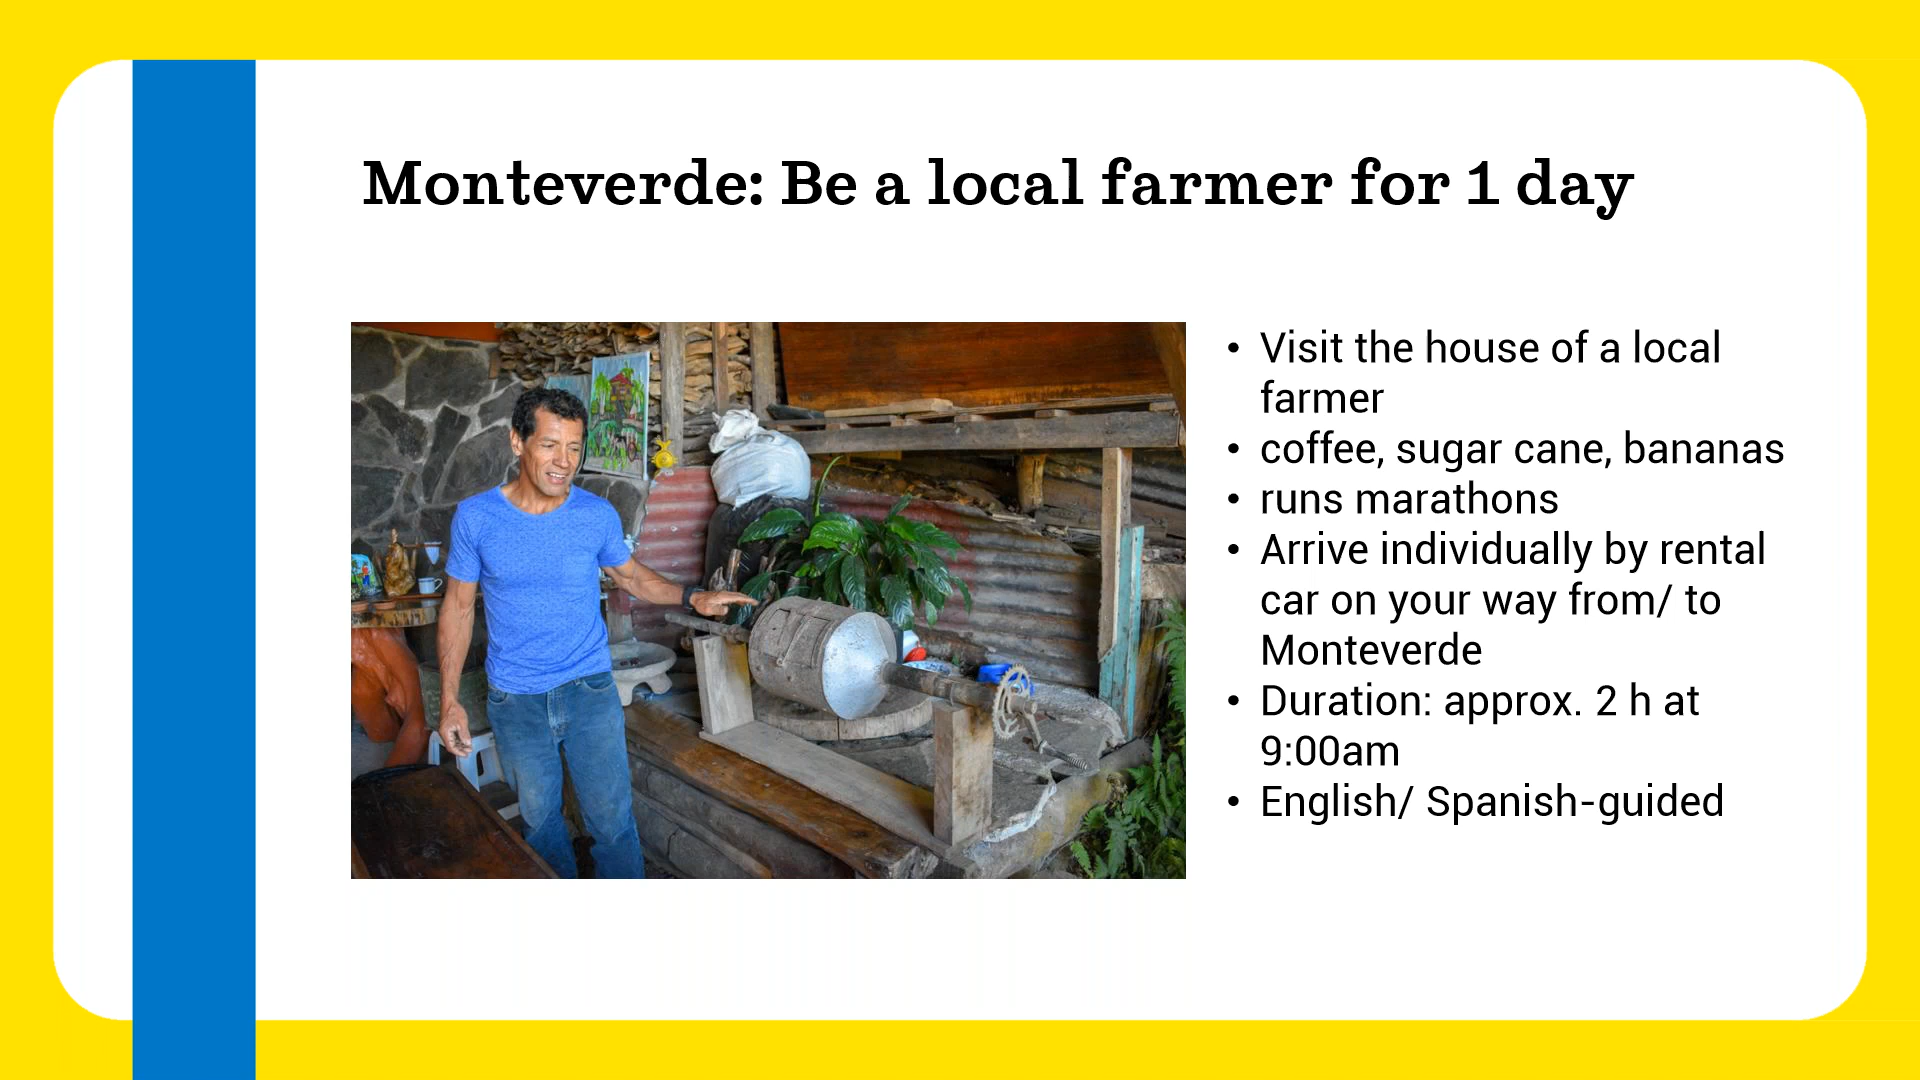 Monteverde: Be a local farmer for 1 day
• Visit the house of a local
farmer
• coffee, sugar cane, bananas
• runs marathons
• Arrive individually by rental
car on your way from/ to
Monteverde
• Duration: approx. 2 h at
9:00am
• English/ Spanish-guided